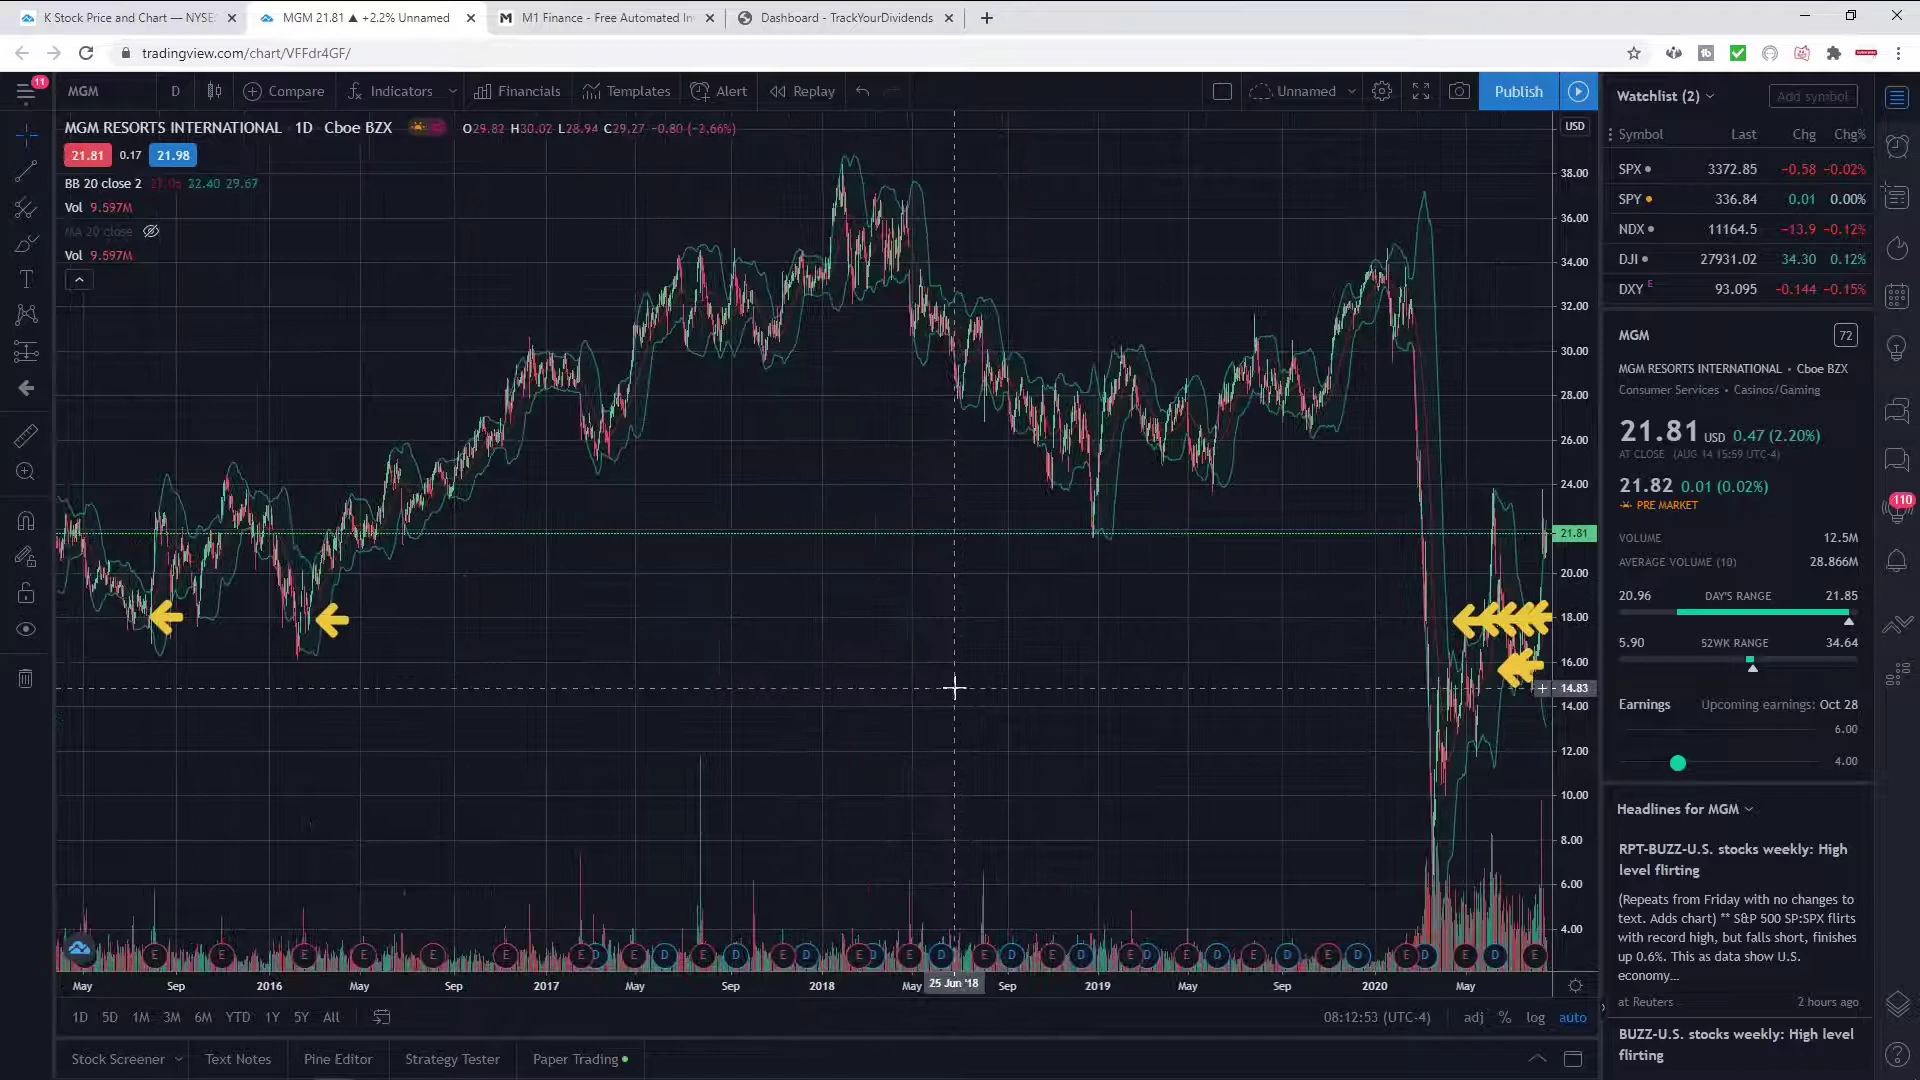 K Stock Price and Chart — NYSE:
MGM 21.81 ▲ +2.2% Unnamed
M1 Finance - Free Automated In
Dashboard - TrackYourDividends
tradingview.com/chart/VFFdr4GF/
11
MGM
D
Compare
Indicators
Financials
Templates
Alert
Replay
Unnamed
Publish
MGM RESORTS INTERNATIONAL · 1D · Cboe BZX
O29.82 H30.02 L28.94 C29.27 −0.80 (−2.66%)
21.81
0.17
21.98
BB 20 close 2
22.40 29.67
Vol 9.597M
MA 20 close
Vol 9.597M
USD
38.00
36.00
34.00
32.00
30.00
28.00
26.00
24.00
21.81
20.00
18.00
16.00
14.83
14.00
12.00
10.00
8.00
6.00
4.00
E E E E E E E D E D E D E D E D E D E D E D E D E D E D E D E D E D E
May Sep 2016 May Sep 2017 May Sep 2018 May 25 Jun '18 Sep 2019 May Sep 2020 May
1D 5D 1M 3M 6M YTD 1Y 5Y All
08:12:53 (UTC-4)
adj % log auto
Stock Screener
Text Notes
Pine Editor
Strategy Tester
Paper Trading
Watchlist (2)
Add symbol
Symbol Last Chg Chg%
SPX 3372.85 −0.58 −0.02%
SPY 336.84 0.01 0.00%
NDX 11164.5 −13.9 −0.12%
DJI 27931.02 34.30 0.12%
DXY E 93.095 −0.144 −0.15%
MGM
72
MGM RESORTS INTERNATIONAL • Cboe BZX
Consumer Services • Casinos/Gaming
21.81 USD 0.47 (2.20%)
AT CLOSE (AUG 14 15:59 UTC-4)
21.82 0.01 (0.02%)
PRE MARKET
110
VOLUME 12.5M
AVERAGE VOLUME (10) 28.866M
20.96 DAY'S RANGE 21.85
5.90 52WK RANGE 34.64
Earnings Upcoming earnings: Oct 28
6.00
4.00
Headlines for MGM
RPT-BUZZ-U.S. stocks weekly: High
level flirting
(Repeats from Friday with no changes to
text. Adds chart) ** S&P 500 SP:SPX flirts
with record high, but falls short, finishes
up 0.6%. This as data show U.S.
economy...
at Reuters 2 hours ago
BUZZ-U.S. stocks weekly: High level
flirting